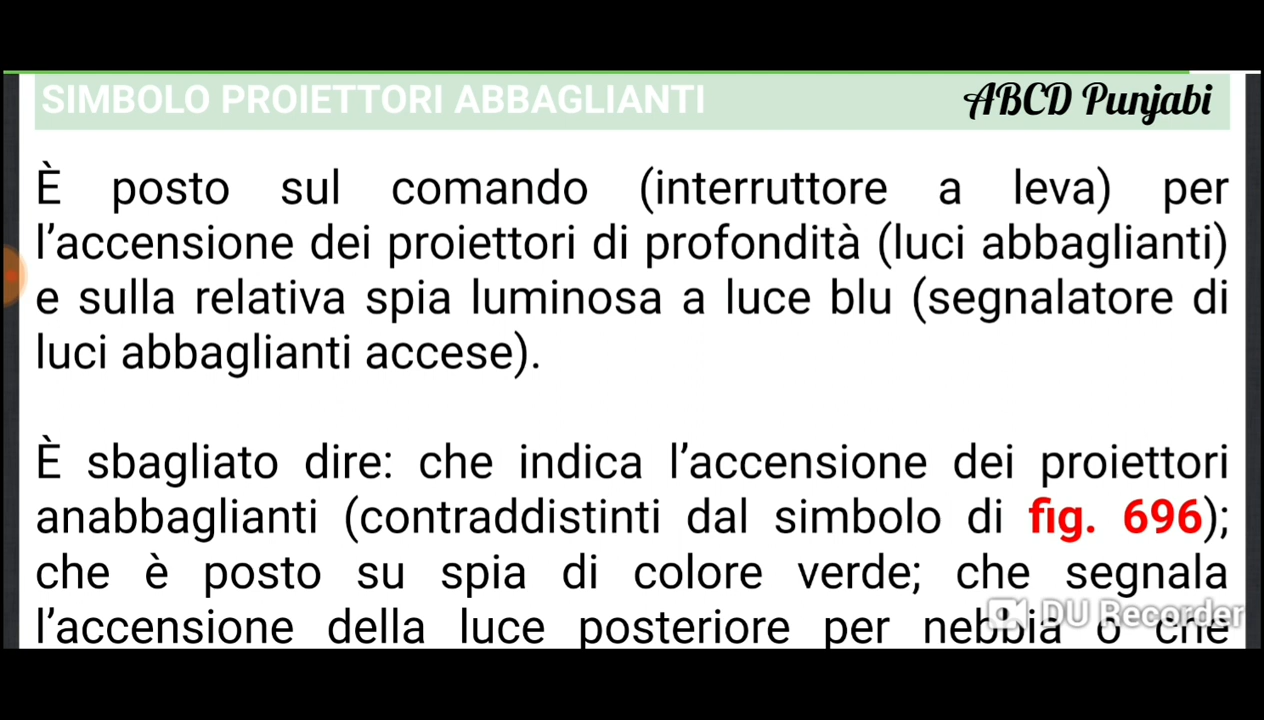 SIMBOLO PROIETTORI ABBAGLIANTI
ABCD Punjabi
È posto sul comando (interruttore a leva) per
l'accensione dei proiettori di profondità (luci abbaglianti)
e sulla relativa spia luminosa a luce blu (segnalatore di
luci abbaglianti accese).
È sbagliato dire: che indica l'accensione dei proiettori
anabbaglianti (contraddistinti dal simbolo di fig. 696);
che è posto su spia di colore verde; che segnala
l'accensione della luce posteriore per nebbia o che
DU Recorder